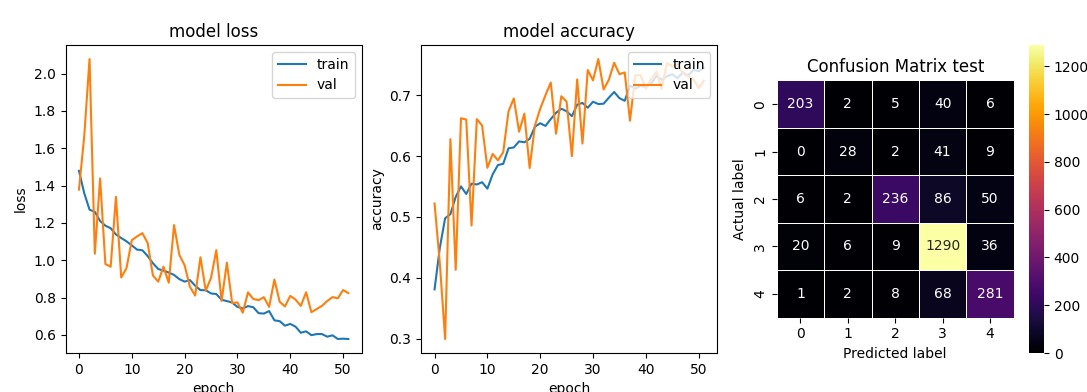 model loss
train
val
2.0
1.8
1.6
1.4
1.2
1.0
0.8
0.6
loss
0 10 20 30 40 50
epoch
model accuracy
train
val
0.7
0.6
0.5
0.4
0.3
accuracy
0 10 20 30 40 50
epoch
Confusion Matrix test
0 203 2 5 40 6
1 0 28 2 41 9
2 6 2 236 86 50
3 20 6 9 1290 36
4 1 2 8 68 281
Actual label
0 1 2 3 4
Predicted label
1200
1000
800
600
400
200
0